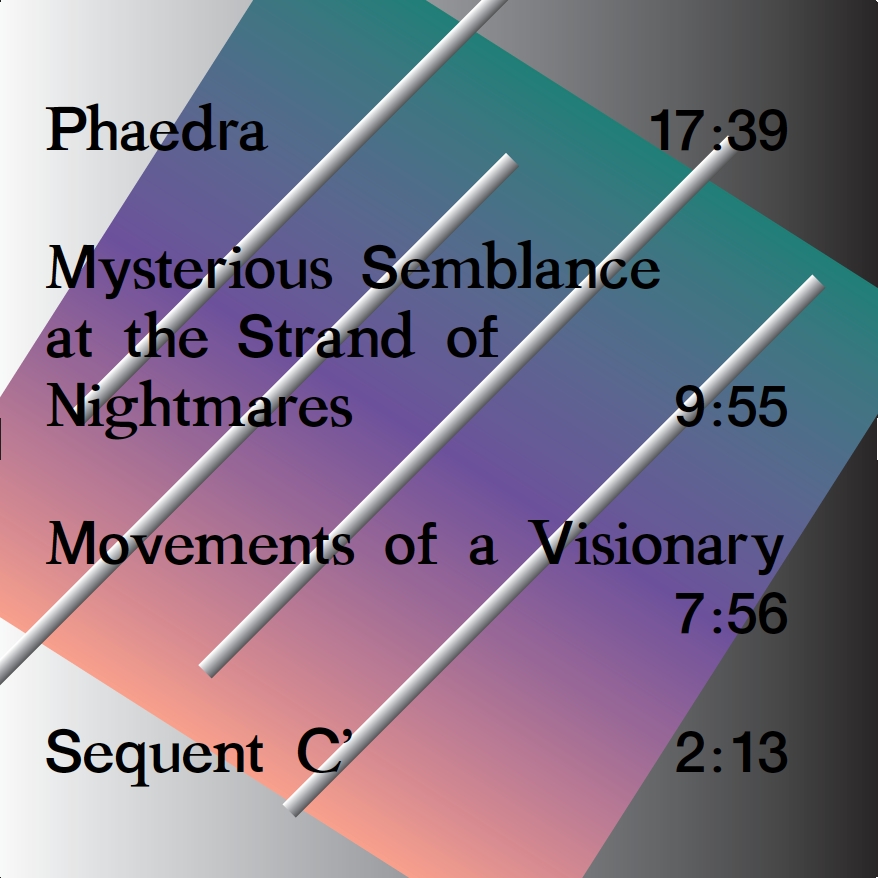 Phaedra 17:39
Mysterious Semblance
at the Strand of
Nightmares 9:55
Movements of a Visionary
7:56
Sequent C’ 2:13